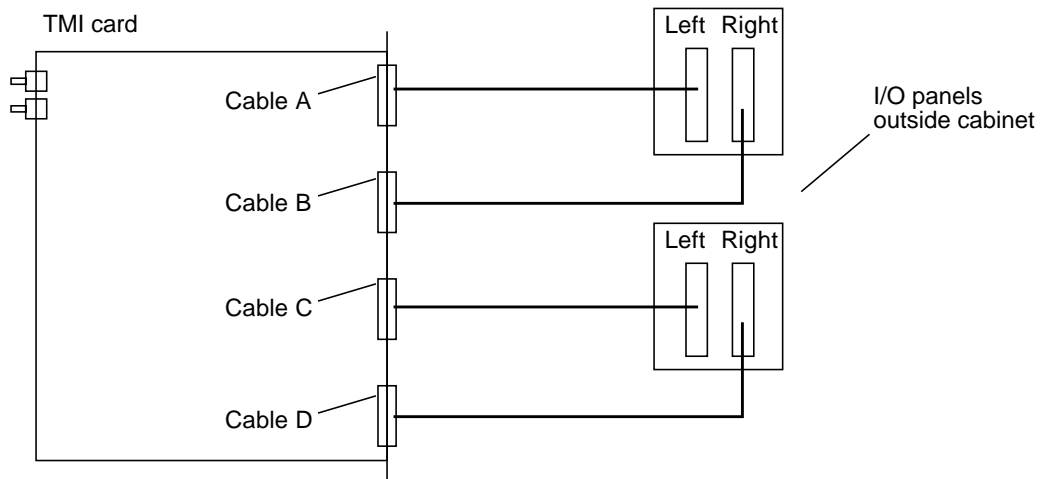 TMI card
Left Right
Cable A
I/O panels
outside cabinet
Cable B
Left Right
Cable C
Cable D